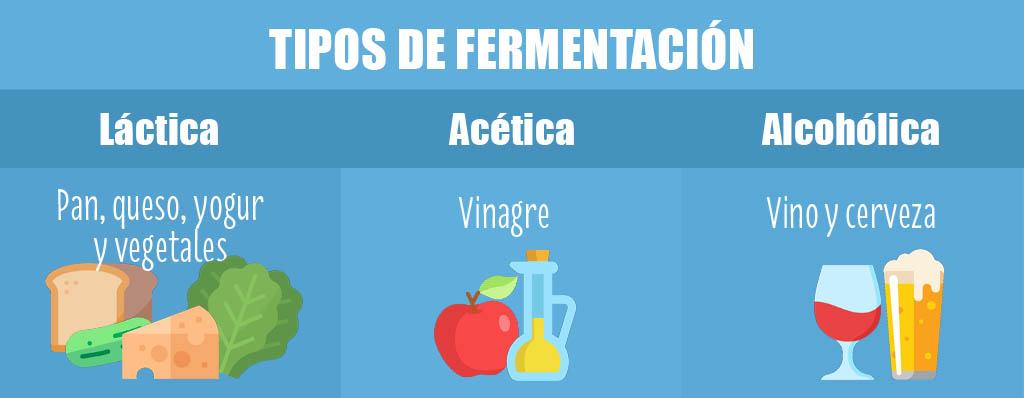 TIPOS DE FERMENTACIÓN
Láctica
Acética
Alcohólica
Pan, queso, yogur
y vegetales
Vinagre
Vino y cerveza